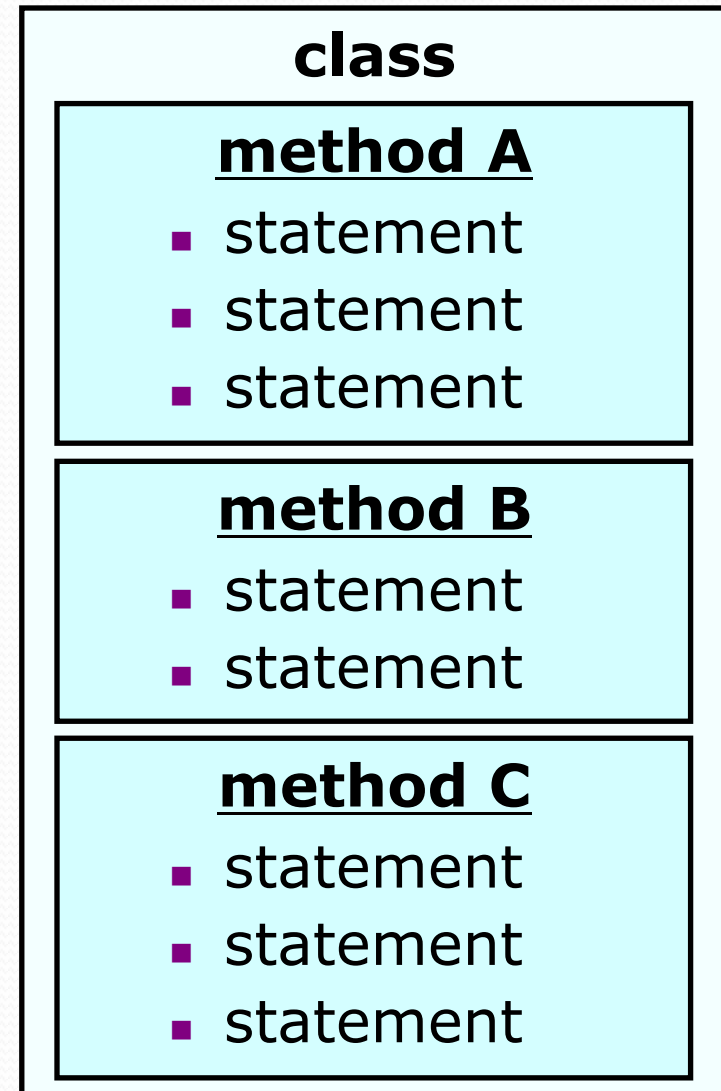 class
method A
▪ statement
▪ statement
▪ statement
method B
▪ statement
▪ statement
method C
▪ statement
▪ statement
▪ statement